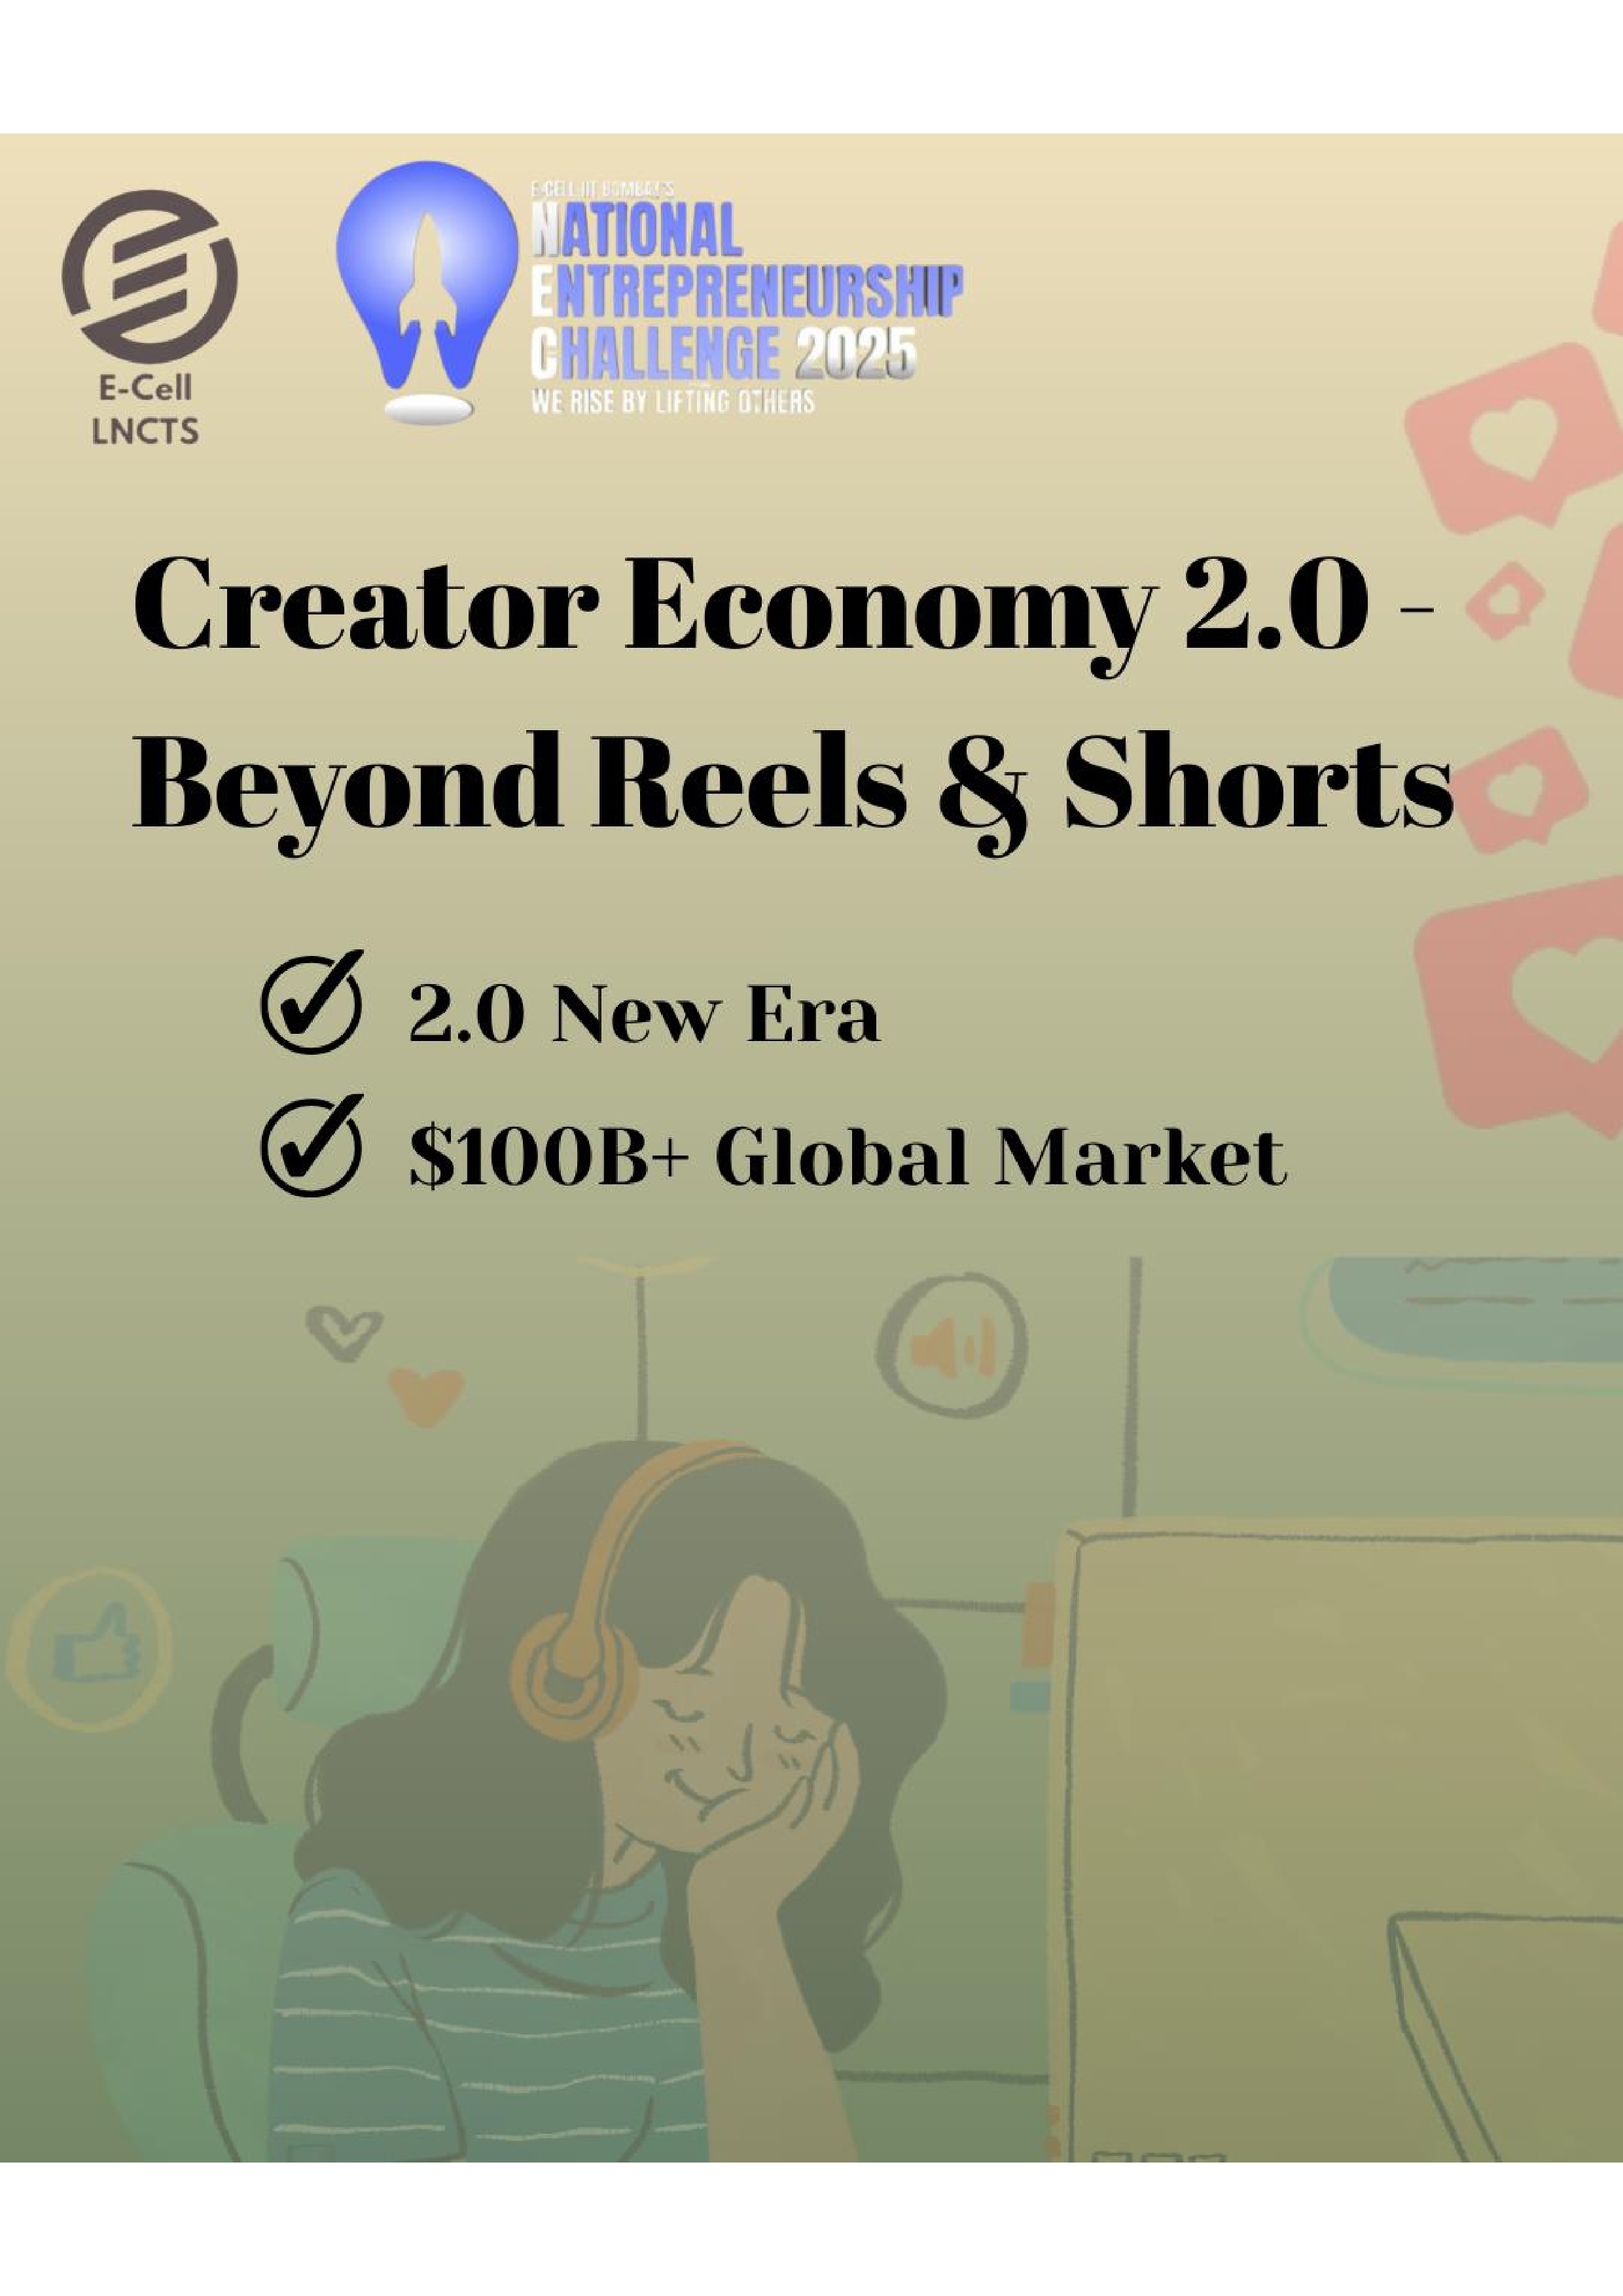 E-Cell
LNCTS
E-CELL IIT BOMBAY'S
NATIONAL
ENTREPRENEURSHIP
CHALLENGE 2025
WE RISE BY LIFTING OTHERS
Creator Economy 2.0 -
Beyond Reels & Shorts
2.0 New Era
$100B+ Global Market